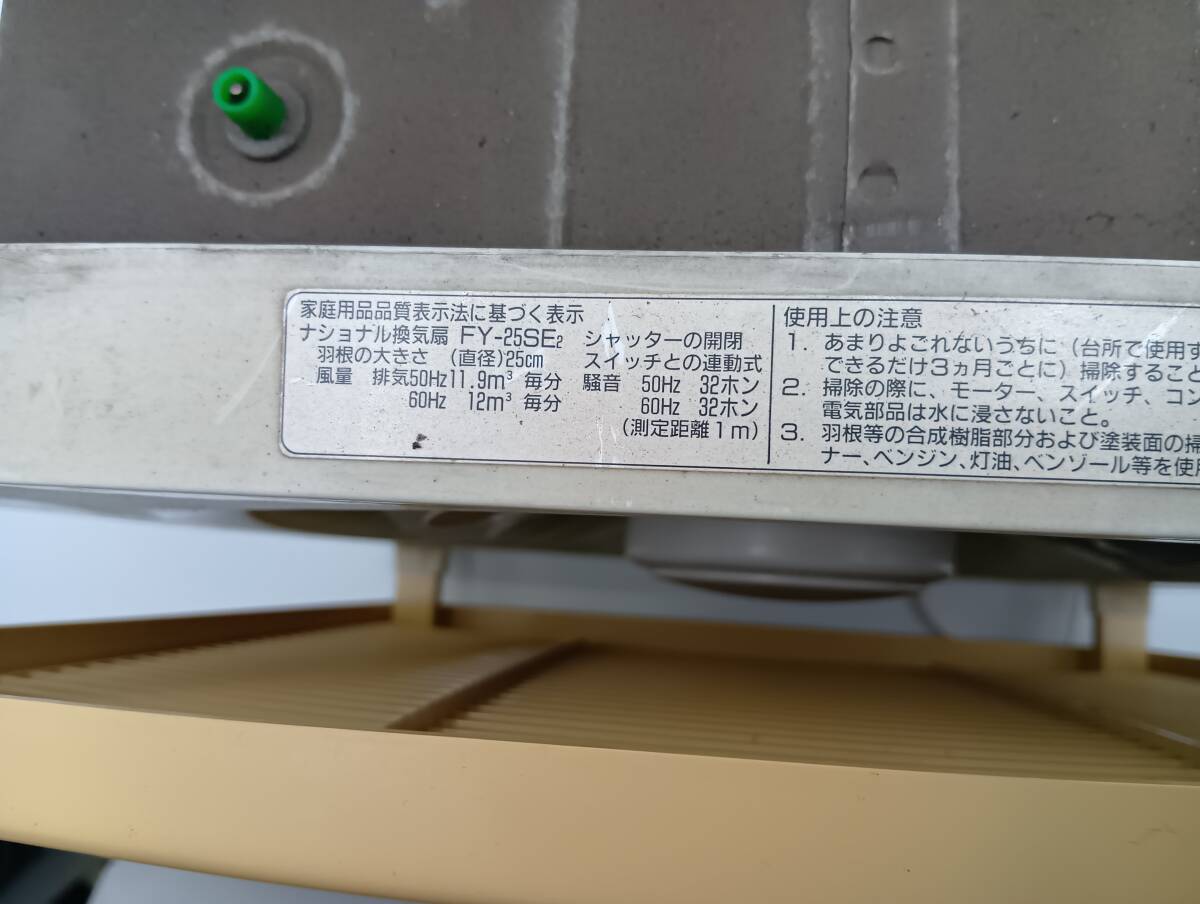 家庭用品品質表示法に基づく表示
ナショナル換気扇 FY-25SE₂
羽根の大きさ (直径)25cm
風量 排気50Hz11.9m³ 毎分
60Hz 12m³ 毎分
シャッターの開閉
スイッチとの連動式
騒音 50Hz 32ホン
60Hz 32ホン
(測定距離1m)
使用上の注意
1. あまりよごれないうちに(台所で使用す
できるだけ3ヵ月ごとに)掃除すること
2. 掃除の際に、モーター、スイッチ、コン
電気部品は水に浸さないこと。
3. 羽根等の合成樹脂部分および塗装面の掃
ナー、ベンジン、灯油、ベンゾール等を使用